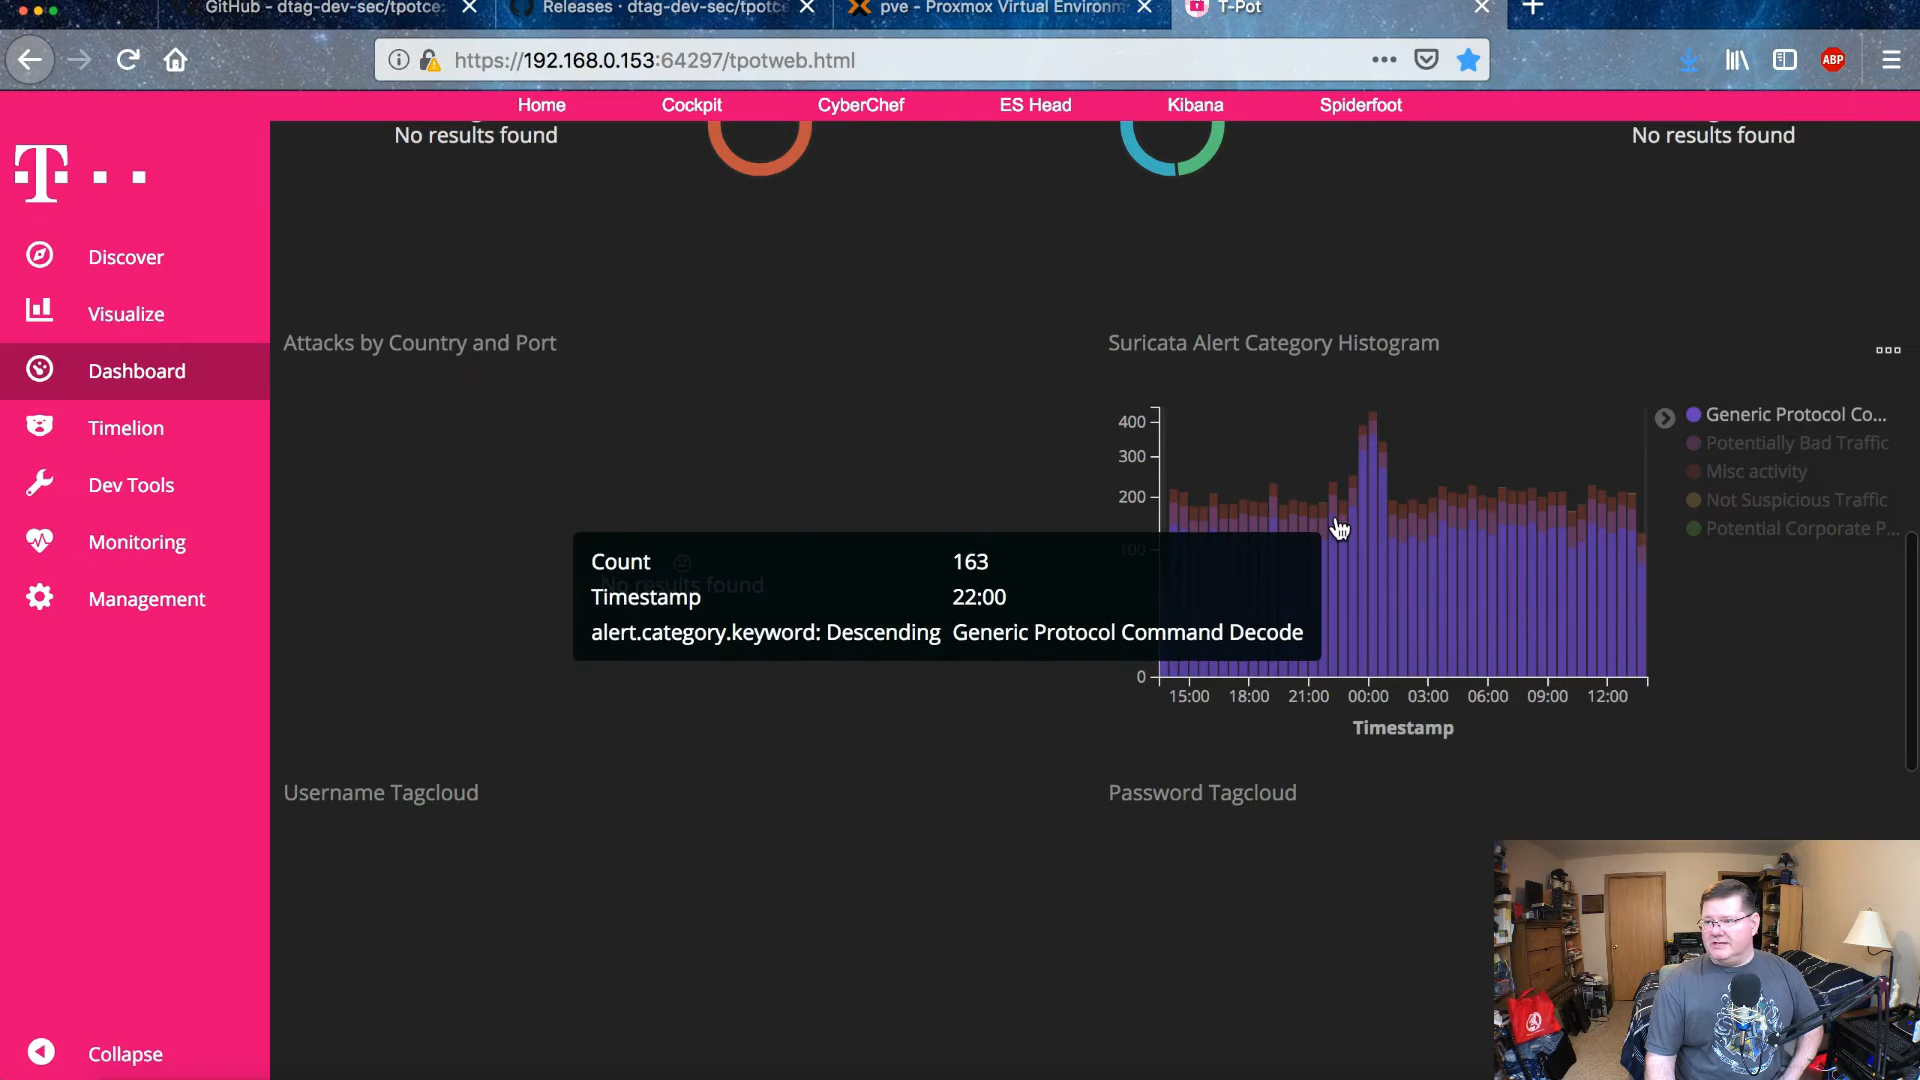 GitHub - dtag-dev-sec/tpotce:
Releases · dtag-dev-sec/tpotce
pve - Proxmox Virtual Environm
T-Pot
https://192.168.0.153:64297/tpotweb.html
ABP
Home
Cockpit
CyberChef
ES Head
Kibana
Spiderfoot
No results found
No results found
T
Discover
Visualize
Dashboard
Timelion
Dev Tools
Monitoring
Management
Collapse
Attacks by Country and Port
No results found
Suricata Alert Category Histogram
400
300
200
100
0
15:00 18:00 21:00 00:00 03:00 06:00 09:00 12:00
Timestamp
Generic Protocol Co...
Potentially Bad Traffic
Misc activity
Not Suspicious Traffic
Potential Corporate P...
Count 163
Timestamp 22:00
alert.category.keyword: Descending Generic Protocol Command Decode
Username Tagcloud
Password Tagcloud